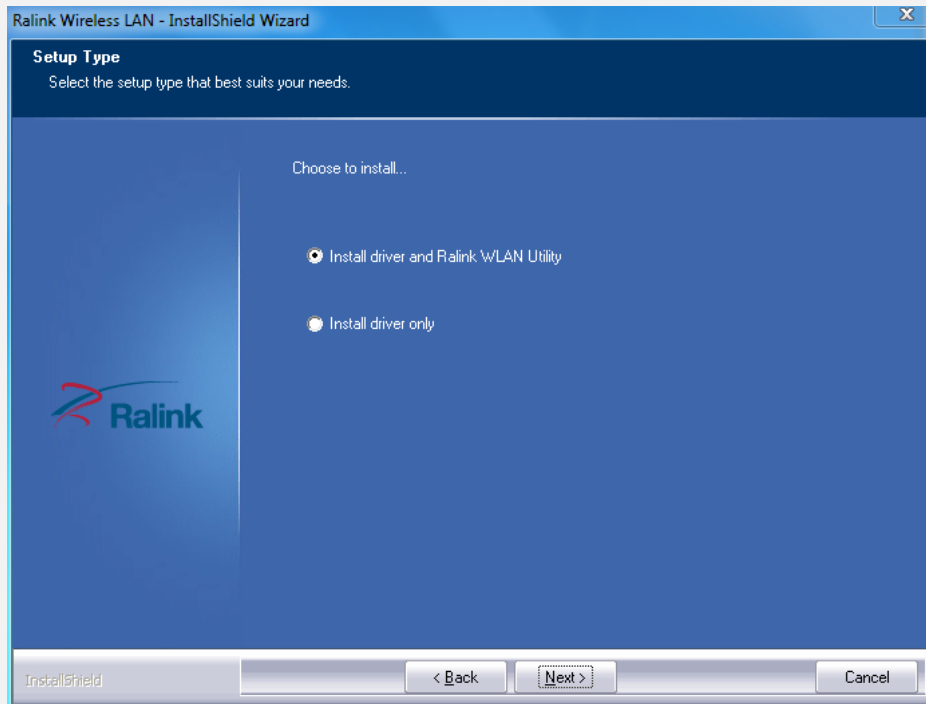 Ralink Wireless LAN - InstallShield Wizard
X
Setup Type
Select the setup type that best suits your needs.
Choose to install...
Install driver and Ralink WLAN Utility
Install driver only
Ralink
InstallShield
< Back
Next >
Cancel